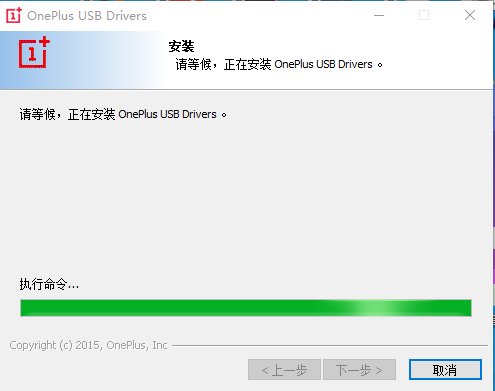 OnePlus USB Drivers
安装
请等候，正在安装 OnePlus USB Drivers 。
请等候，正在安装 OnePlus USB Drivers 。
执行命令...
Copyright (c) 2015, OnePlus, Inc
< 上一步 下一步 > 取消